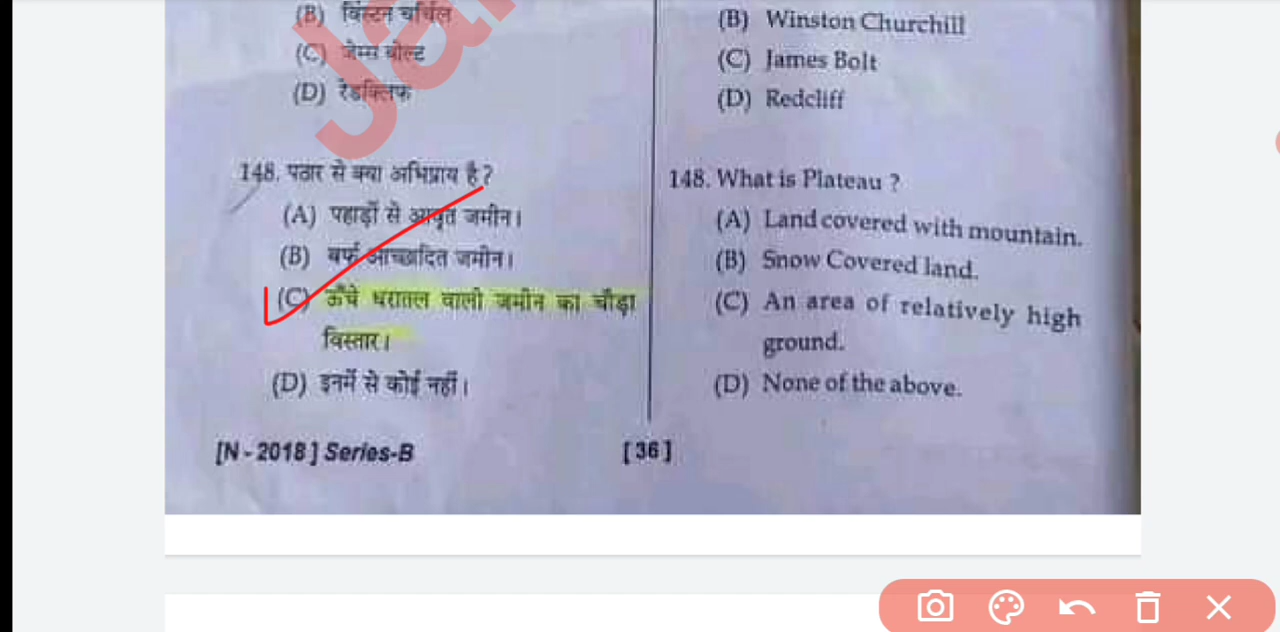 (B) विंस्टन चर्चिल
(C) जेम्स बोल्ट
(D) रैडक्लिफ
148. पठार से क्या अभिप्राय है?
(A) पहाड़ों से आवृत जमीन।
(B) बर्फ आच्छादित जमीन।
(C) ऊँचे धरातल वाली जमीन का चौड़ा
विस्तार।
(D) इनमें से कोई नहीं।
[N - 2018 ] Series-B
[ 36 ]
(B) Winston Churchill
(C) James Bolt
(D) Redcliff
148. What is Plateau ?
(A) Land covered with mountain.
(B) Snow Covered land.
(C) An area of relatively high
ground.
(D) None of the above.